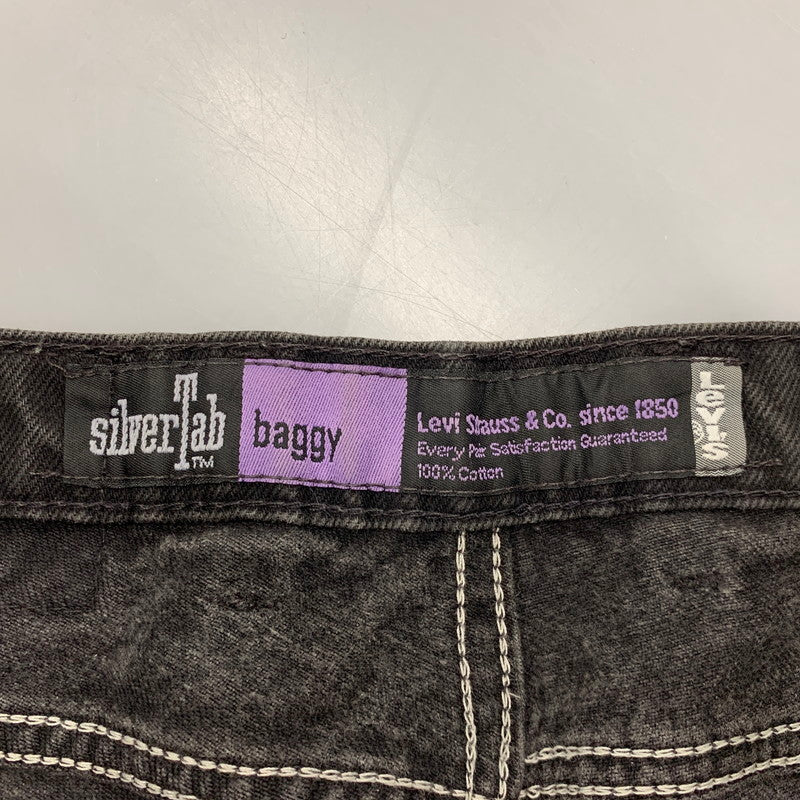 silverTab
TM
baggy
Levi Strauss & Co. since 1850
Every Pair Satisfaction Guaranteed
100% Cotton
Levi's